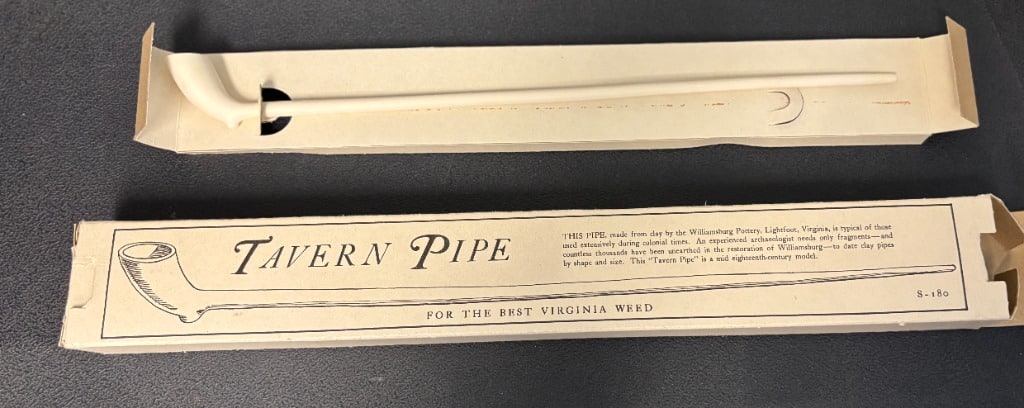 TAVERN PIPE
THIS PIPE, made from clay by the Williamsburg Pottery, Lightfoot, Virginia, is typical of those
used extensively during colonial times. An experienced archaeologist needs only fragments—and
countless thousands have been unearthed in the restoration of Williamsburg—to date clay pipes
by shape and size. This "Tavern Pipe" is a mid eighteenth-century model.
S-180
FOR THE BEST VIRGINIA WEED